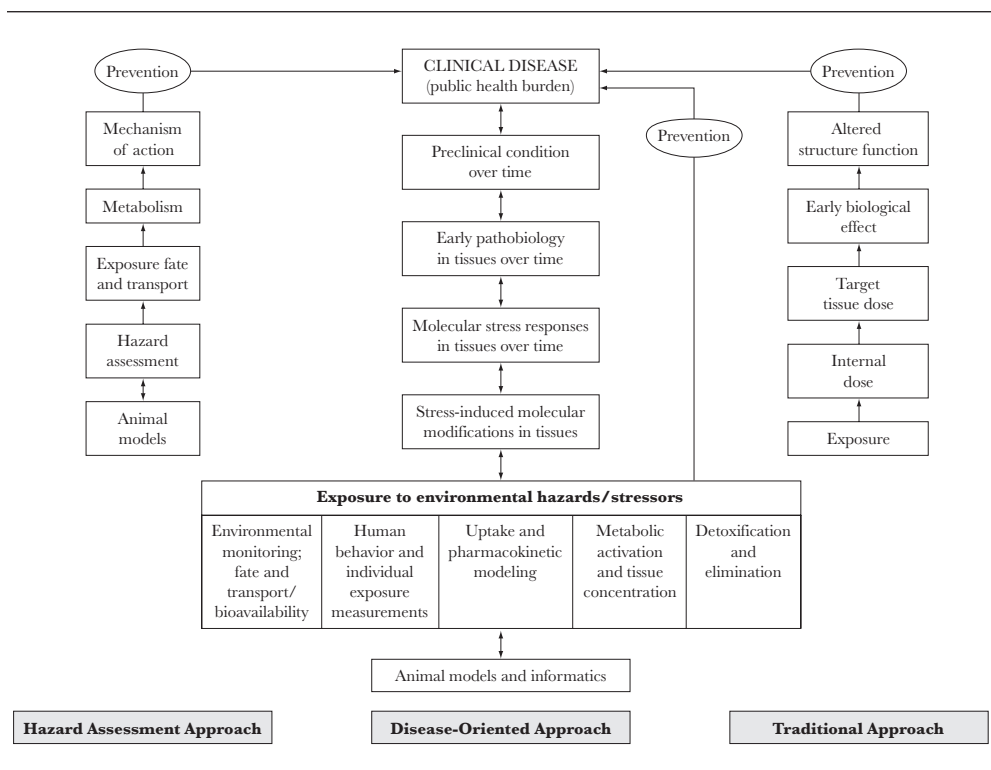 Prevention
Mechanism
of action
Metabolism
Exposure fate
and transport
Hazard
assessment
Animal
models
CLINICAL DISEASE
(public health burden)
Preclinical condition
over time
Early pathobiology
in tissues over time
Molecular stress responses
in tissues over time
Stress-induced molecular
modifications in tissues
Prevention
Prevention
Altered
structure function
Early biological
effect
Target
tissue dose
Internal
dose
Exposure
Exposure to environmental hazards/stressors
Environmental
monitoring;
fate and
transport/
bioavailability
Human
behavior and
individual
exposure
measurements
Uptake and
pharmacokinetic
modeling
Metabolic
activation
and tissue
concentration
Detoxification
and
elimination
Animal models and informatics
Hazard Assessment Approach
Disease-Oriented Approach
Traditional Approach